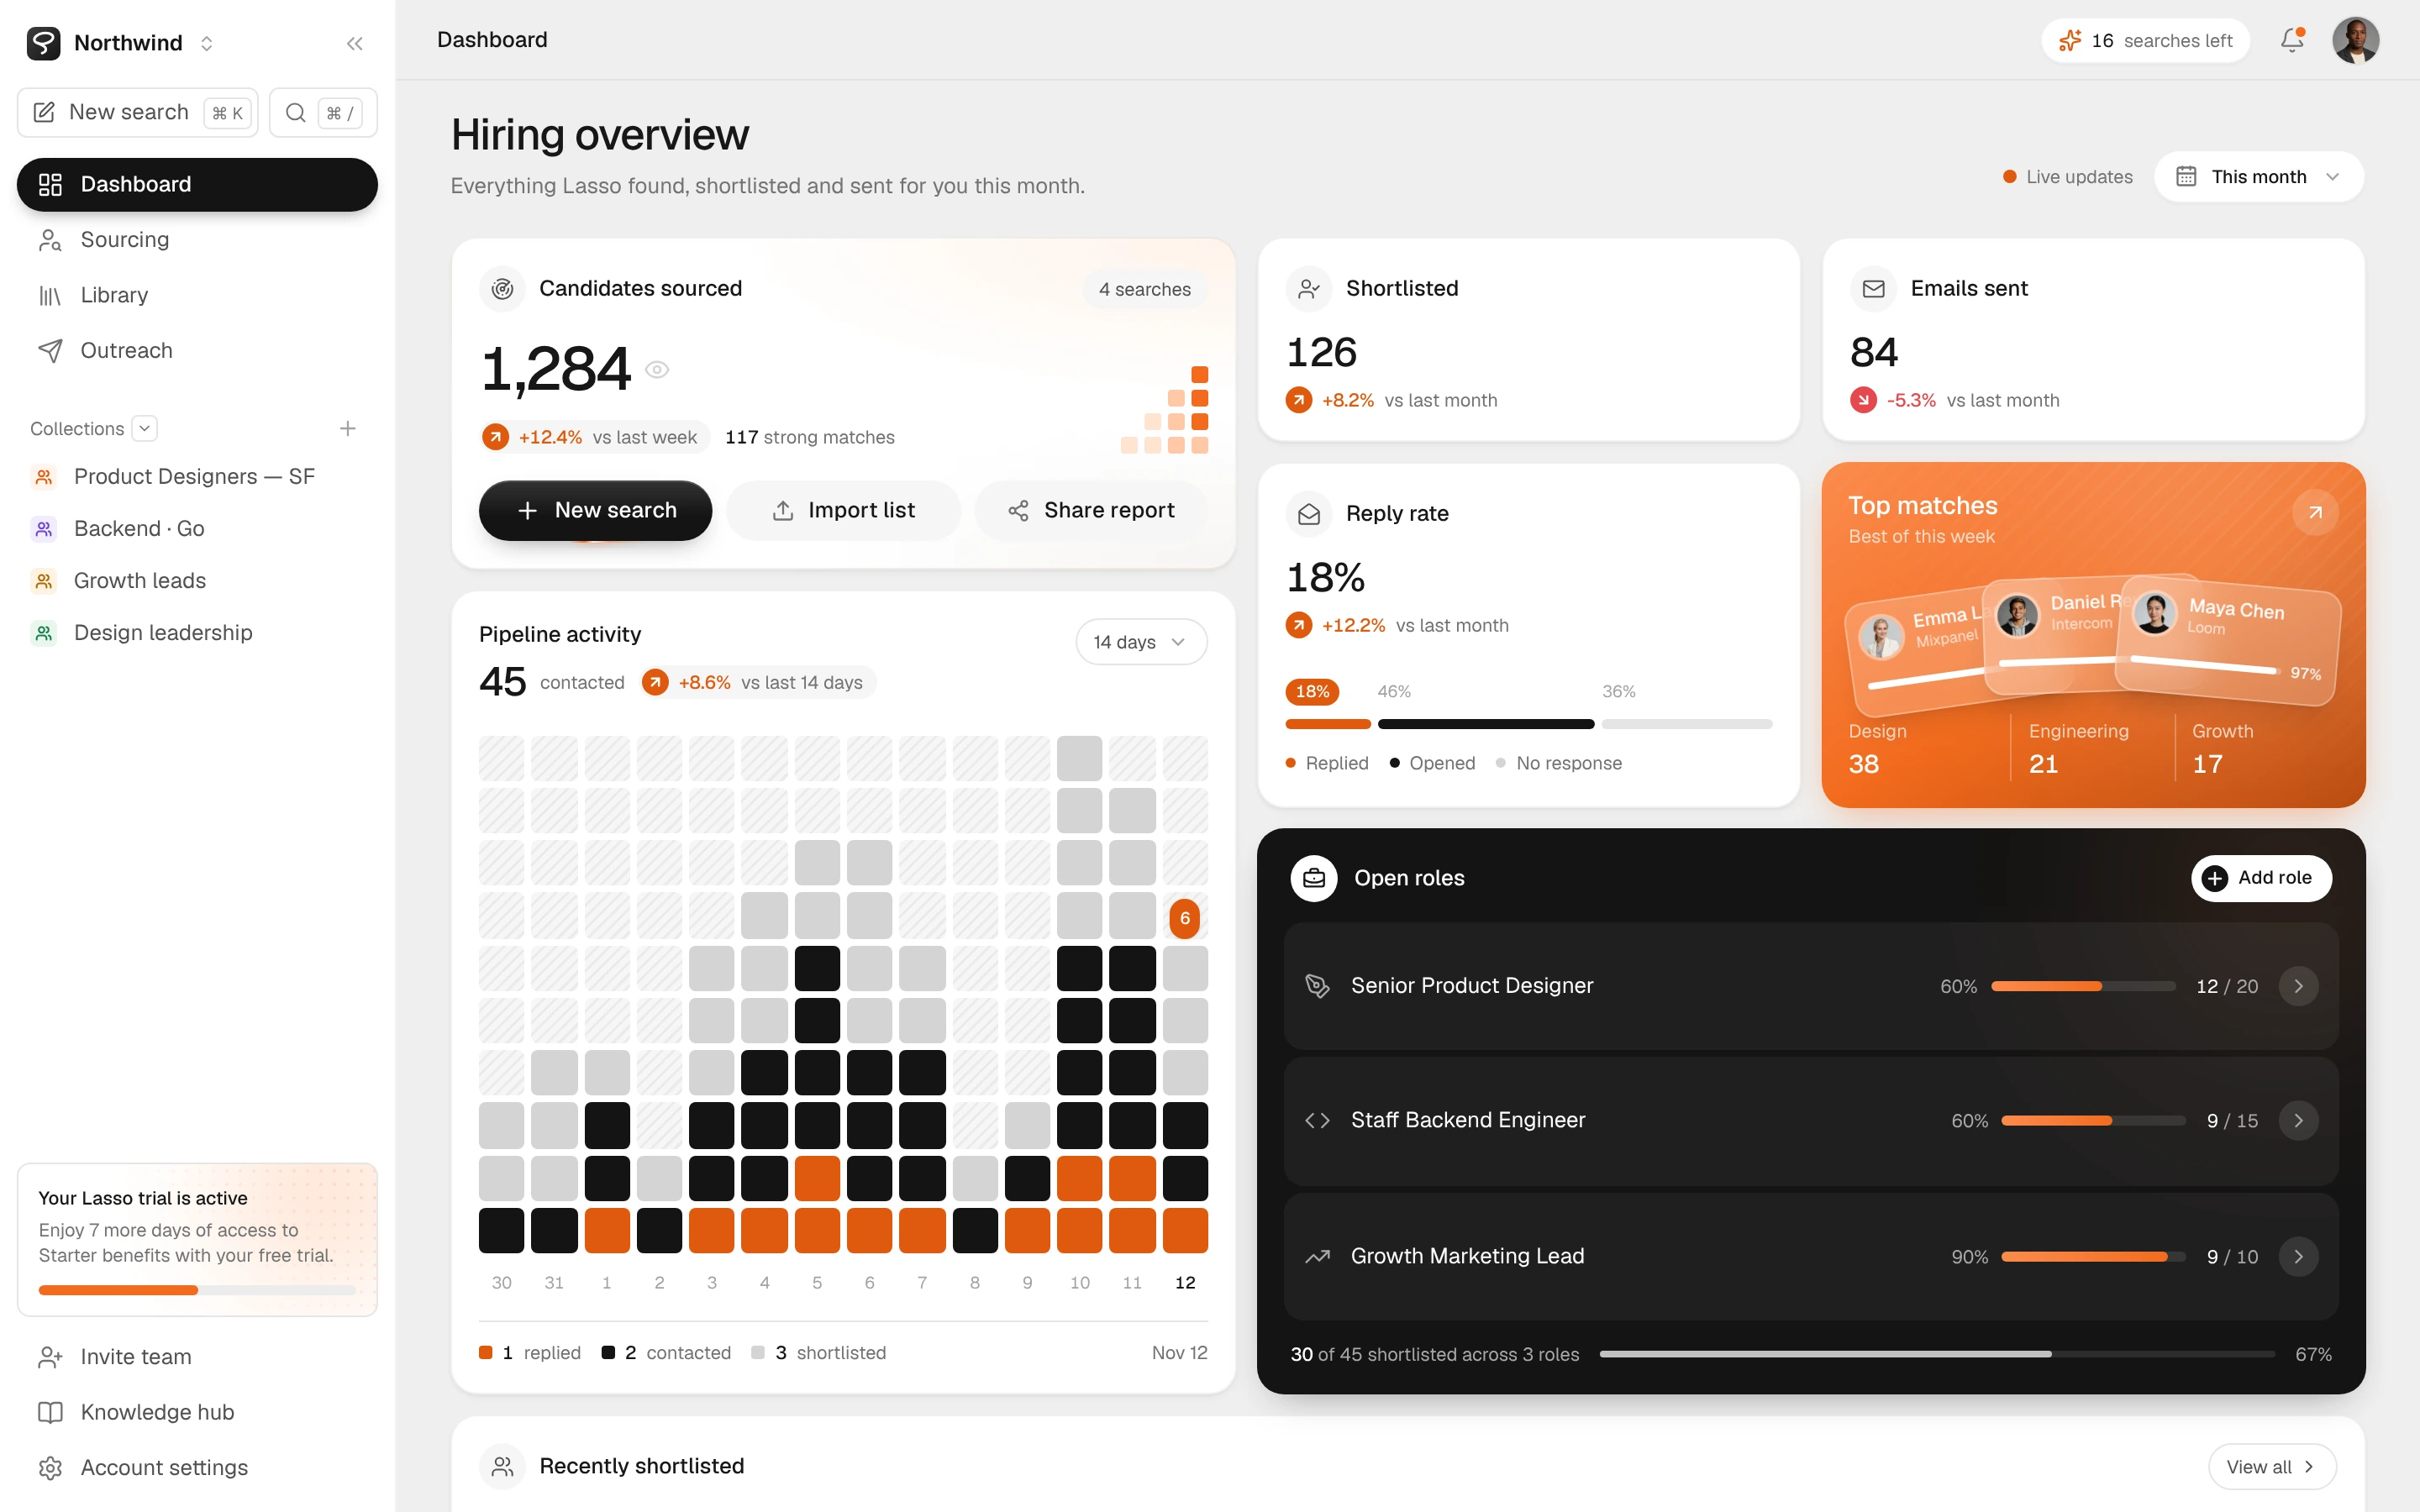 Northwind
New search ⌘ K
⌘ /
Dashboard
Sourcing
Library
Outreach
Collections
Product Designers — SF
Backend · Go
Growth leads
Design leadership
Your Lasso trial is active
Enjoy 7 more days of access to
Starter benefits with your free trial.
Invite team
Knowledge hub
Account settings
Dashboard
16 searches left
Hiring overview
Everything Lasso found, shortlisted and sent for you this month.
Live updates
This month
Candidates sourced
4 searches
1,284
+12.4% vs last week
117 strong matches
New search
Import list
Share report
Shortlisted
126
+8.2% vs last month
Emails sent
84
-5.3% vs last month
Pipeline activity
14 days
45 contacted
+8.6% vs last 14 days
6
30 31 1 2 3 4 5 6 7 8 9 10 11 12
1 replied 2 contacted 3 shortlisted
Nov 12
Reply rate
18%
+12.2% vs last month
18% 46% 36%
Replied Opened No response
Top matches
Best of this week
Emma
Mixpanel
Daniel
Intercom
Maya Chen
Loom
97%
Design
38
Engineering
21
Growth
17
Open roles
Add role
Senior Product Designer
60% 12 / 20
Staff Backend Engineer
60% 9 / 15
Growth Marketing Lead
90% 9 / 10
30 of 45 shortlisted across 3 roles
67%
Recently shortlisted
View all